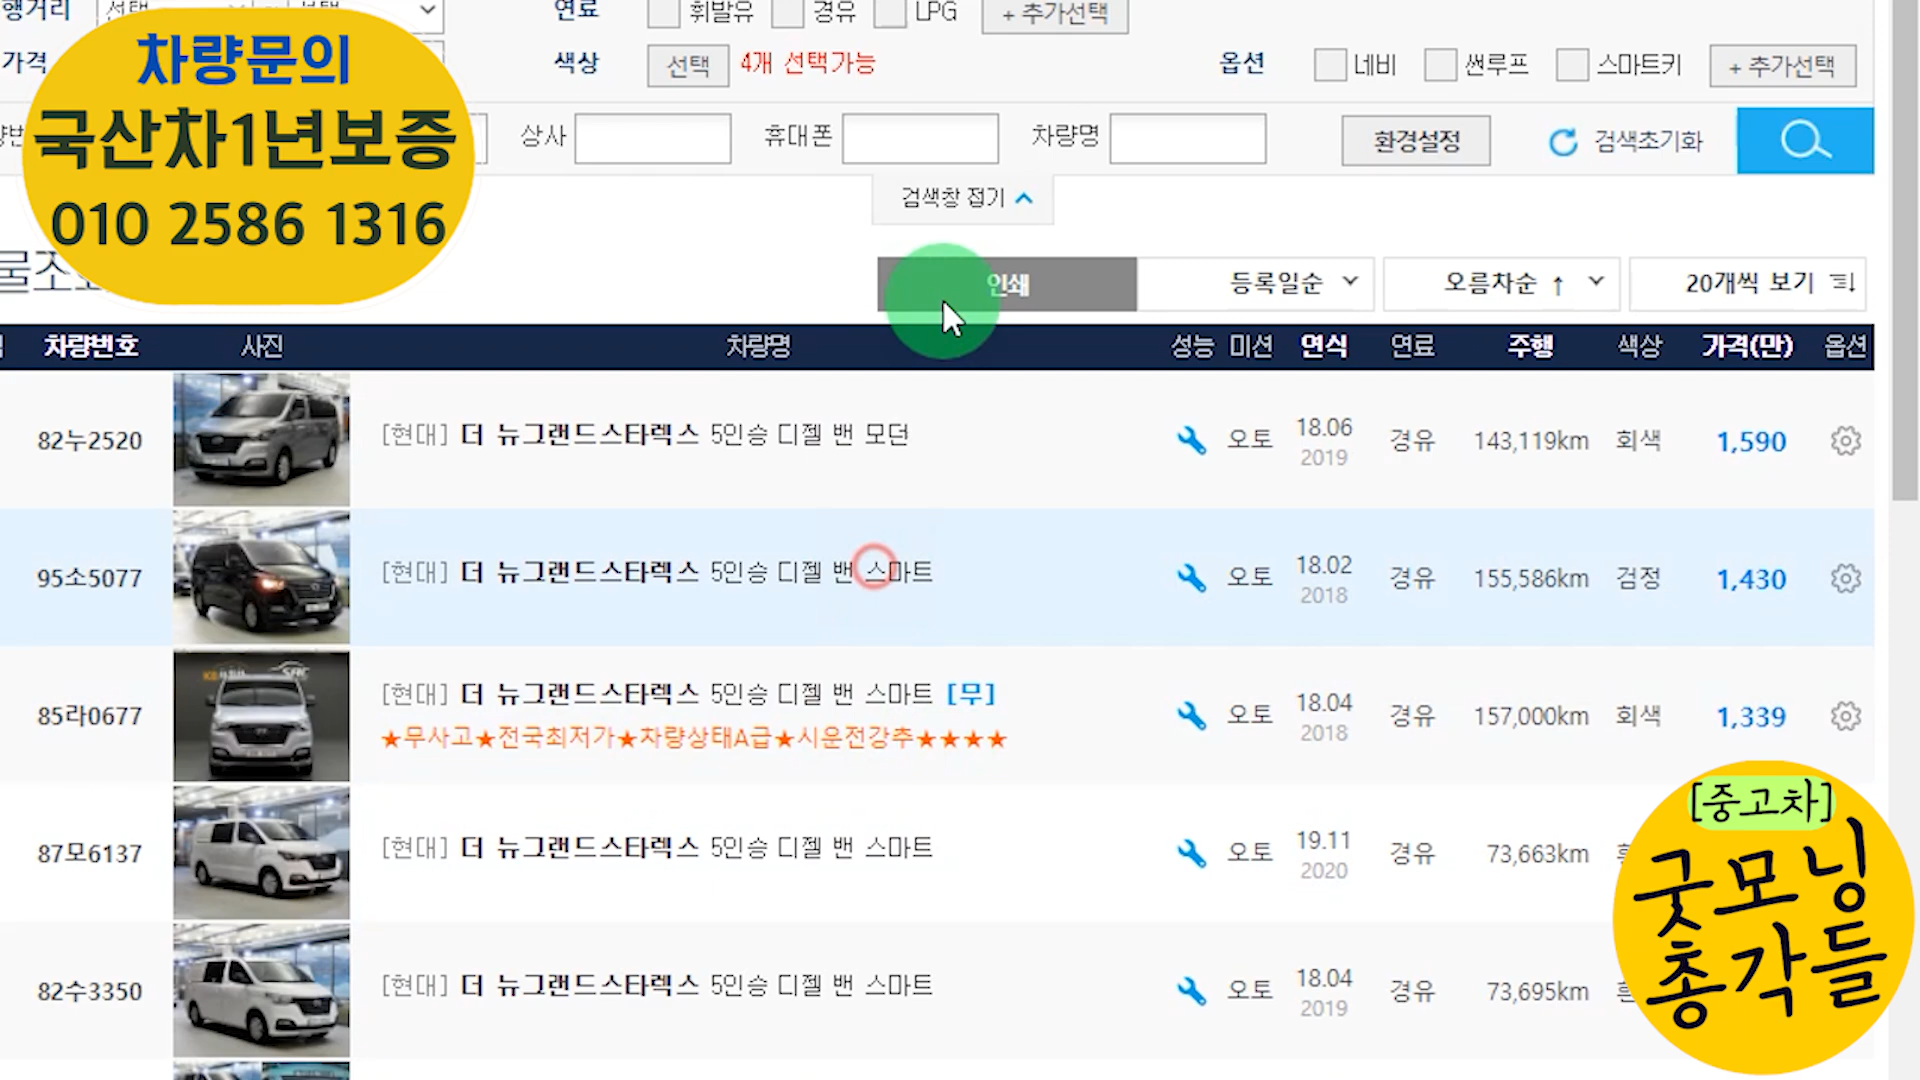 행거리 선택 선택 연료 휘발유 경유 LPG + 추가선택
가격 색상 선택 4개 선택가능 옵션 네비 썬루프 스마트키 + 추가선택
상사 휴대폰 차량명 환경설정 검색초기화
검색창 접기
차량문의
국산차1년보증
010 2586 1316
인쇄 등록일순 오름차순 ↑ 20개씩 보기
차량번호 사진 차량명 성능 미션 연식 연료 주행 색상 가격(만) 옵션
82누2520 [현대] 더 뉴그랜드스타렉스 5인승 디젤 밴 모던 오토 18.06 경유 143,119km 회색 1,590
2019
95소5077 [현대] 더 뉴그랜드스타렉스 5인승 디젤 밴 스마트 오토 18.02 경유 155,586km 검정 1,430
2018
85라0677 [현대] 더 뉴그랜드스타렉스 5인승 디젤 밴 스마트 [무] 오토 18.04 경유 157,000km 회색 1,339
★무사고★전국최저가★차량상태A급★시운전강추★★★★ 2018
87모6137 [현대] 더 뉴그랜드스타렉스 5인승 디젤 밴 스마트 오토 19.11 경유 73,663km
2020
82수3350 [현대] 더 뉴그랜드스타렉스 5인승 디젤 밴 스마트 오토 18.04 경유 73,695km
2019
[중고차]
굿모닝
총각들